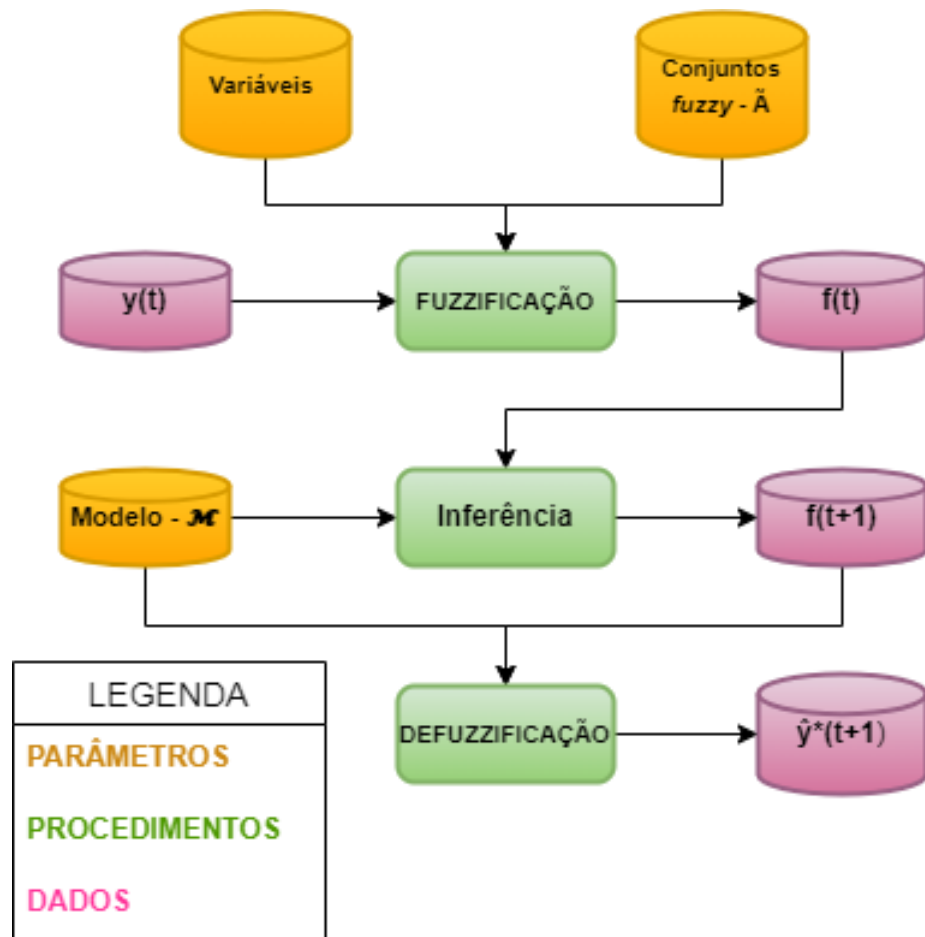 Variáveis
Conjuntos
fuzzy - Ã
y(t)
FUZZIFICAÇÃO
f(t)
Modelo - 𝓜
Inferência
f(t+1)
DEFUZZIFICAÇÃO
ŷ*(t+1)
LEGENDA
PARÂMETROS
PROCEDIMENTOS
DADOS